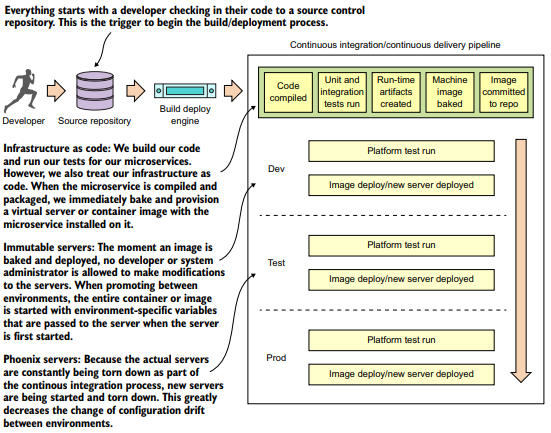 Everything starts with a developer checking in their code to a source control
repository. This is the trigger to begin the build/deployment process.
Continuous integration/continuous delivery pipeline
Code
compiled
Unit and
integration
tests run
Run-time
artifacts
created
Machine
image
baked
Image
committed
to repo
Developer
Source repository
Build deploy
engine
Infrastructure as code: We build our code
and run our tests for our microservices.
However, we also treat our infrastructure as
code. When the microservice is compiled and
packaged, we immediately bake and provision
a virtual server or container image with the
microservice installed on it.
Immutable servers: The moment an image is
baked and deployed, no developer or system
administrator is allowed to make modifications
to the servers. When promoting between
environments, the entire container or image
is started with environment-specific variables
that are passed to the server when the server
is first started.
Phoenix servers: Because the actual servers
are constantly being torn down as part of
the continous integration process, new servers
are being started and torn down. This greatly
decreases the change of configuration drift
between environments.
Dev
Platform test run
Image deploy/new server deployed
Test
Platform test run
Image deploy/new server deployed
Prod
Platform test run
Image deploy/new server deployed